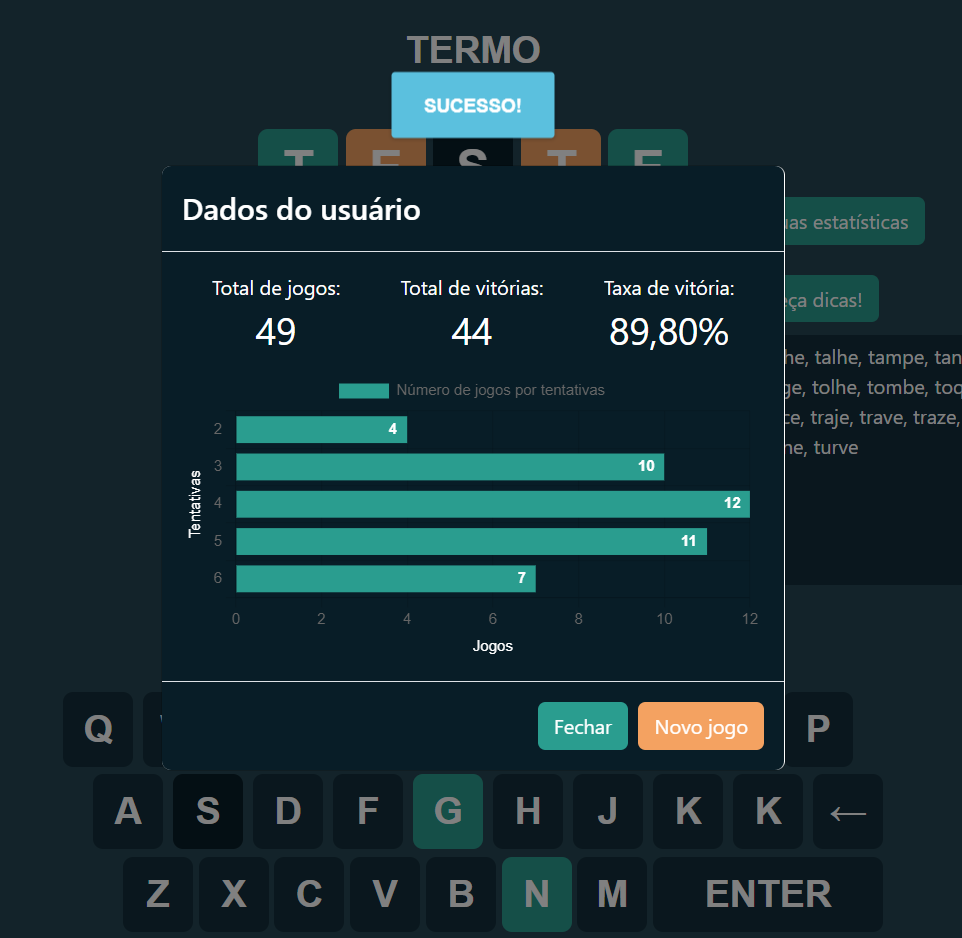 TERMO
SUCESSO!
T E S T E
Dados do usuário
uas estatísticas
Total de jogos: Total de vitórias: Taxa de vitória:
49 44 89,80%
eça dicas!
he, talhe, tampe, tan
ge, tolhe, tombe, toq
ce, traje, trave, traze,
ne, turve
Número de jogos por tentativas
Tentativas
2 4
3 10
4 12
5 11
6 7
0 2 4 6 8 10 12
Jogos
Fechar Novo jogo
Q P
A S D F G H J K K ←
Z X C V B N M ENTER